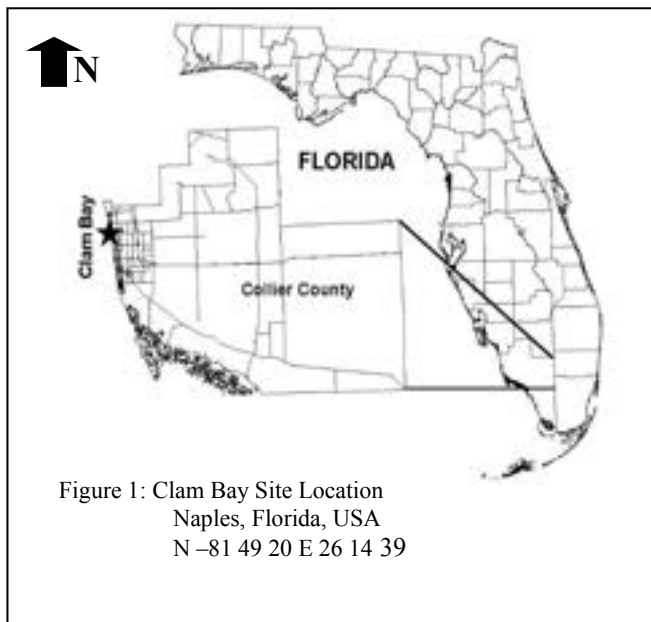 N
FLORIDA
Clam Bay
Collier County
Figure 1: Clam Bay Site Location
Naples, Florida, USA
N –81 49 20 E 26 14 39